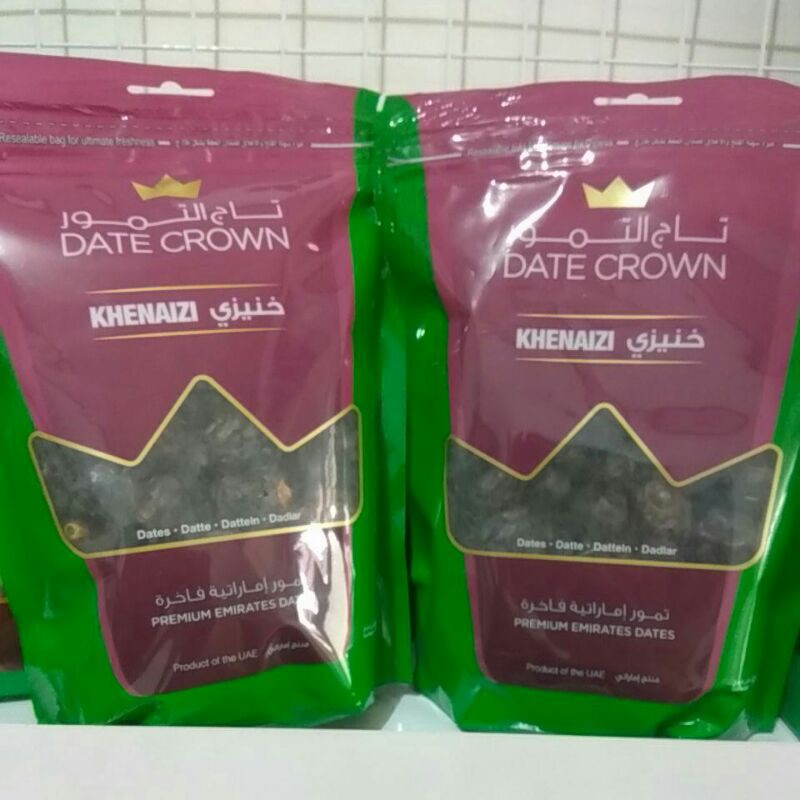 Resealable bag for ultimate freshness
تاج التمور
DATE CROWN
KHENAIZI خنيزي
Dates • Datte • Datteln • Dadlar
تمور إماراتية فاخرة
PREMIUM EMIRATES
Product of the UAE منتج إماراتي
تاج التمور
DATE CROWN
KHENAIZI خنيزي
Dates • Datte • Datteln • Dadlar
تمور إماراتية فاخرة
PREMIUM EMIRATES DATES
Product of the UAE منتج إماراتي